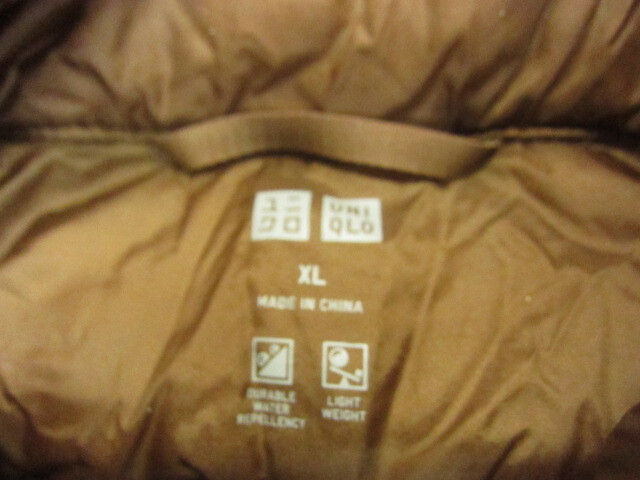 ユニ
クロ
UNI
QLO
XL
MADE IN CHINA
DURABLE
WATER
REPELLENCY
LIGHT
WEIGHT